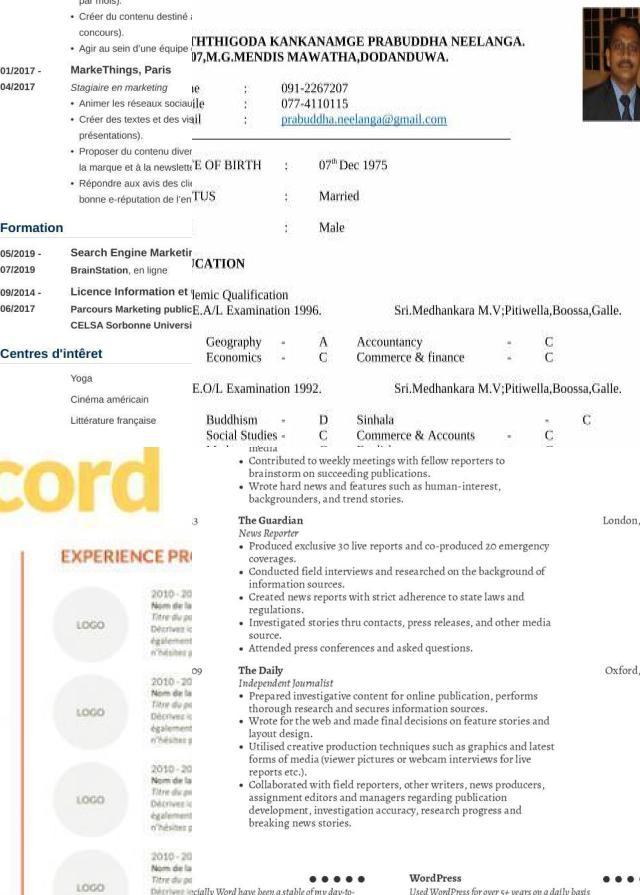 par mois).
• Créer du contenu destiné
concours).
• Agir au sein d'une équipe
01/2017 - MarkeThings, Paris
04/2017 Stagiaire en marketing
• Animer les réseaux sociau
• Créer des textes et des vis
présentations).
• Proposer du contenu diver
la marque et à la newslette
• Répondre aux avis des clie
bonne e-réputation de l'en
Formation
05/2019 - Search Engine Marketin
07/2019 BrainStation, en ligne
09/2014 - Licence Information et
06/2017 Parcours Marketing public
CELSA Sorbonne Universi
Centres d'intêret
Yoga
Cinéma américain
Littérature française
THTHIGODA KANKANAMGE PRABUDDHA NEELANGA.
07,M.G.MENDIS MAWATHA,DODANDUWA.
: 091-2267207
: 077-4110115
: prabuddha.neelanga@gmail.com
E OF BIRTH : 07th Dec 1975
TUS : Married
: Male
UCATION
demic Qualification
E.A/L Examination 1996. Sri.Medhankara M.V;Pitiwella,Boossa,Galle.
Geography - A Accountancy - C
Economics - C Commerce & finance - C
E.O/L Examination 1992. Sri.Medhankara M.V;Pitiwella,Boossa,Galle.
Buddhism - D Sinhala - C
Social Studies - C Commerce & Accounts - C
media
• Contributed to weekly meetings with fellow reporters to
brainstorm on succeeding publications.
• Wrote hard news and features such as human-interest,
backgrounders, and trend stories.
3 The Guardian London,
News Reporter
• Produced exclusive 30 live reports and co-produced 20 emergency
coverages.
• Conducted field interviews and researched on the background of
information sources.
• Created news reports with strict adherence to state laws and
regulations.
• Investigated stories thru contacts, press releases, and other media
source.
• Attended press conferences and asked questions.
09 The Daily Oxford,
Independent Journalist
• Prepared investigative content for online publication, performs
thorough research and secures information sources.
• Wrote for the web and made final decisions on feature stories and
layout design.
• Utilised creative production techniques such as graphics and latest
forms of media (viewer pictures or webcam interviews for live
reports etc.).
• Collaborated with field reporters, other writers, news producers,
assignment editors and managers regarding publication
development, investigation accuracy, research progress and
breaking news stories.
WordPress
cially Word have been a stable of my day-to- Used WordPress for over 5+ years on a daily basis
cord
EXPERIENCE PR
LOGO
2010 - 20
Nom de la
Titre du po
Décrivez ic
également
n'hésitez p
LOGO
2010 - 20
Nom de la
Titre du po
Décrivez ic
également
n'hésitez p
LOGO
2010 - 20
Nom de la
Titre du po
Décrivez ic
également
n'hésitez p
LOGO
2010 - 20
Nom de la
Titre du po
Décrivez ic